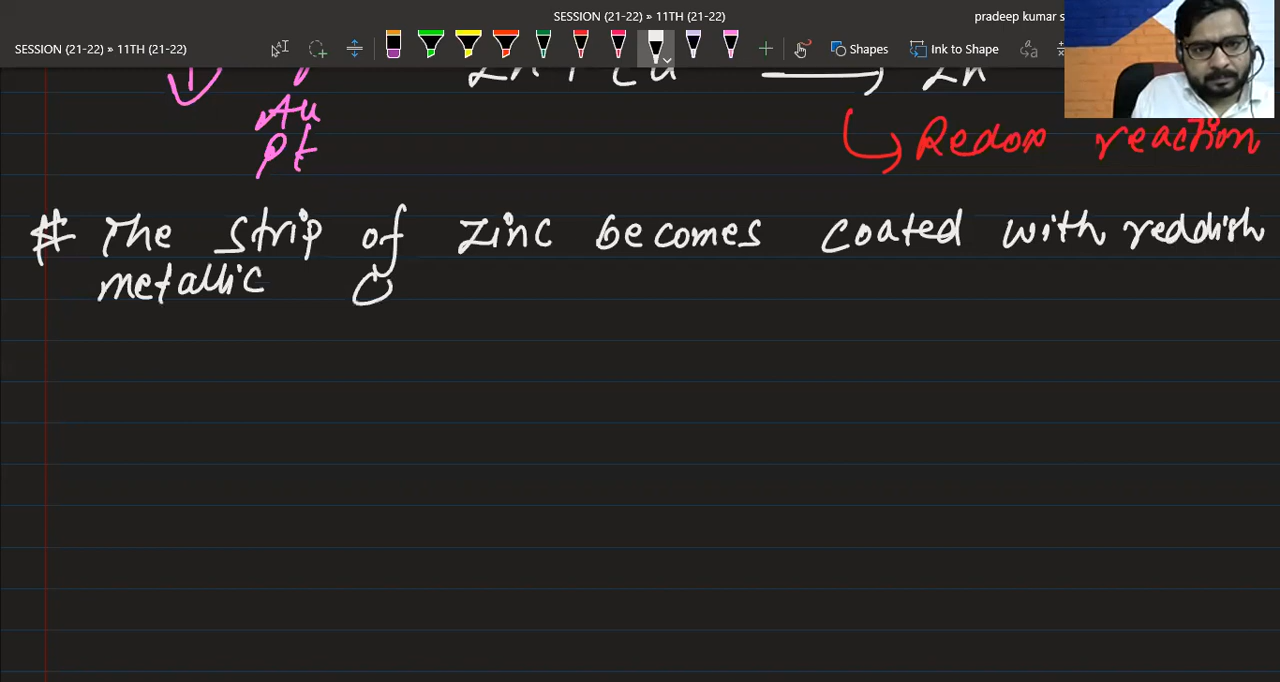 SESSION (21-22) » 11TH (21-22)
pradeep kumar s
SESSION (21-22) » 11TH (21-22)
Shapes
Ink to Shape
Au
Pt
Redox reaction
# The strip of zinc becomes coated with reddish
metallic